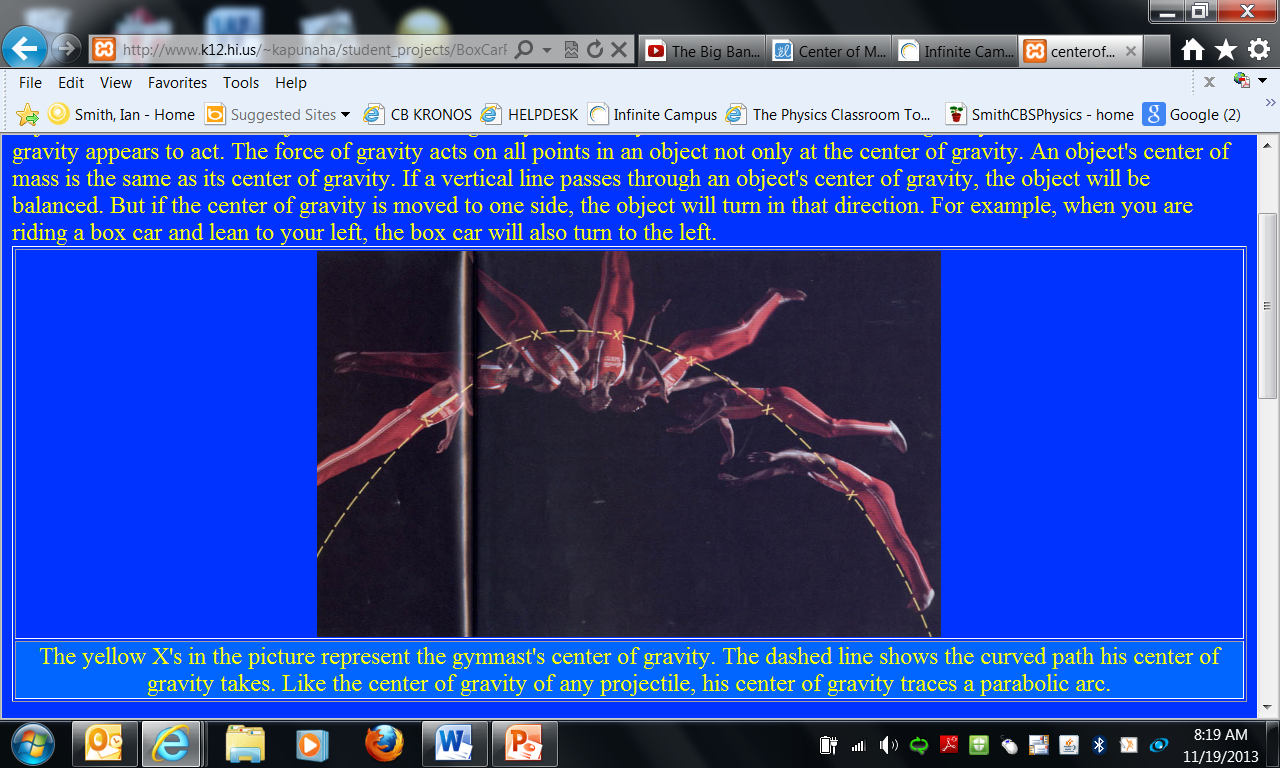 http://www.k12.hi.us/~kapunaha/student_projects/BoxCarF
The Big Ban...
Center of M...
Infinite Cam...
centerof...
File Edit View Favorites Tools Help
Smith, Ian - Home
Suggested Sites
CB KRONOS
HELPDESK
Infinite Campus
The Physics Classroom To...
SmithCBSPhysics - home
Google (2)
gravity appears to act. The force of gravity acts on all points in an object not only at the center of gravity. An object's center of
mass is the same as its center of gravity. If a vertical line passes through an object's center of gravity, the object will be
balanced. But if the center of gravity is moved to one side, the object will turn in that direction. For example, when you are
riding a box car and lean to your left, the box car will also turn to the left.
The yellow X's in the picture represent the gymnast's center of gravity. The dashed line shows the curved path his center of
gravity takes. Like the center of gravity of any projectile, his center of gravity traces a parabolic arc.
8:19 AM
11/19/2013